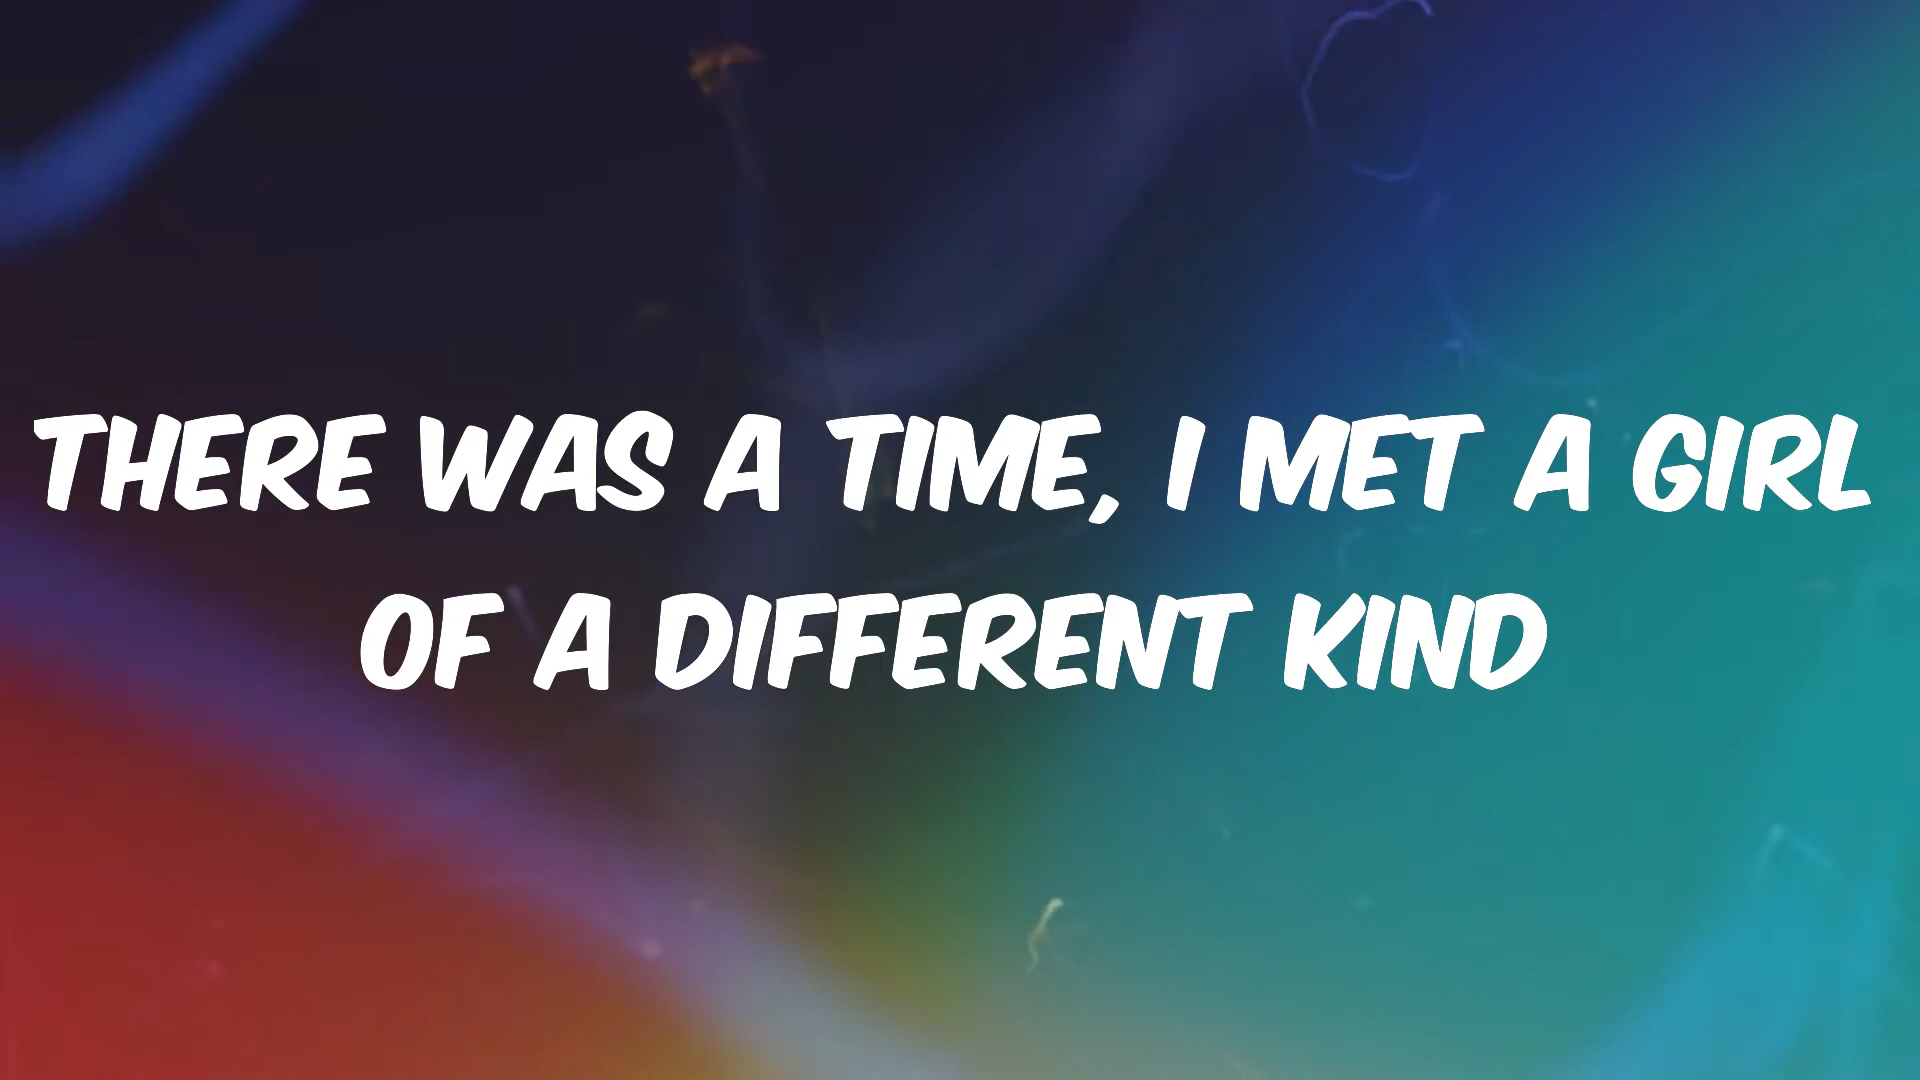 THERE WAS A TIME, I MET A GIRL
OF A DIFFERENT KIND